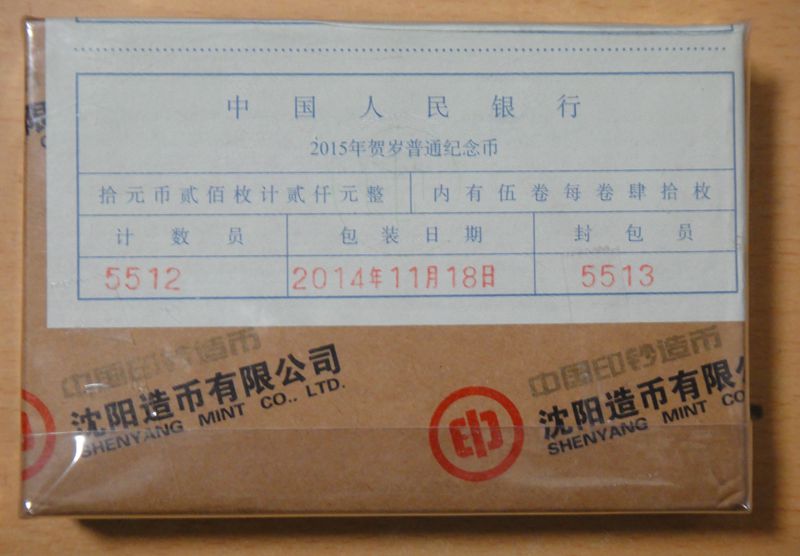 中国人民银行
2015年贺岁普通纪念币
拾元币贰佰枚计贰仟元整 内有伍卷每卷肆拾枚
计数员 包装日期 封包员
5512 2014年11月18日 5513
中国印钞造币 中国印钞造币
沈阳造币有限公司 沈阳造币有限
SHENYANG MINT CO., LTD. SHENYANG MINT CO
印